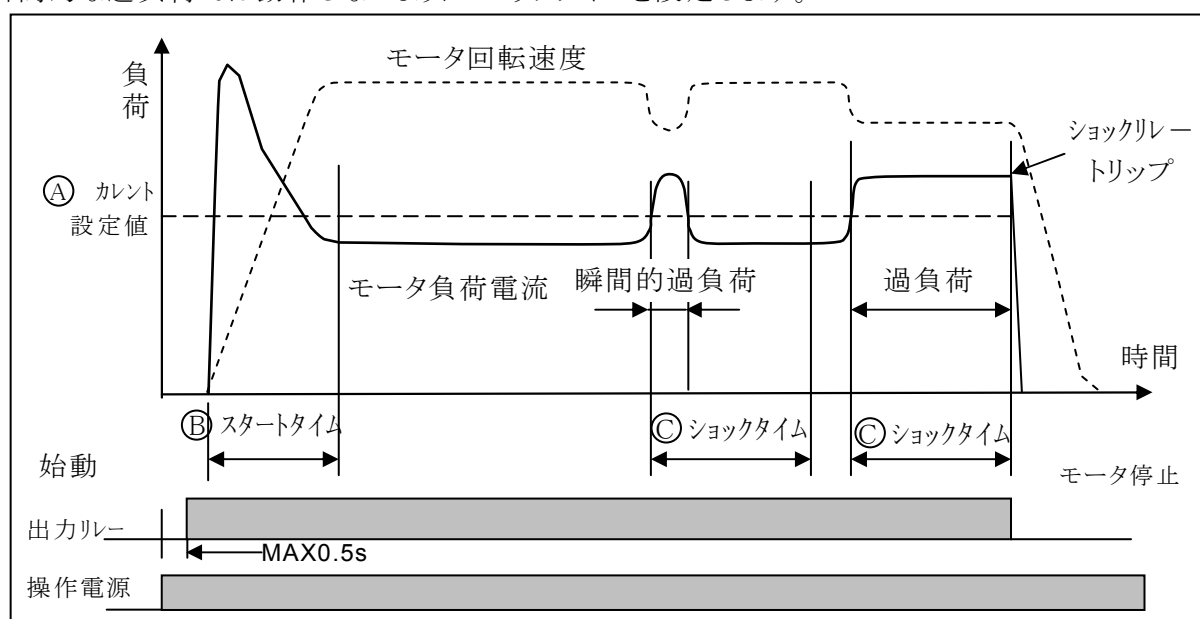 モータ回転速度
負
荷
ショックリレー
トリップ
Ⓐ カレント
設定値
モータ負荷電流
瞬間的過負荷
過負荷
時間
Ⓑ スタートタイム
Ⓒ ショックタイム
Ⓒ ショックタイム
始動
モータ停止
出力リレー
MAX0.5s
操作電源